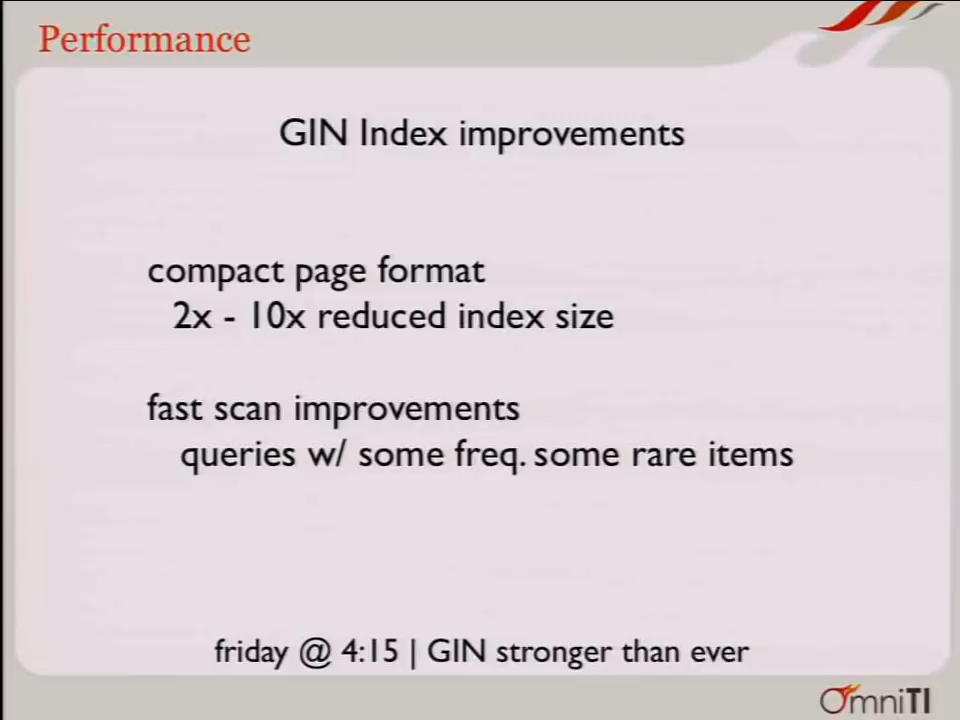 Performance
GIN Index improvements
compact page format
2x - 10x reduced index size
fast scan improvements
queries w/ some freq. some rare items
friday @ 4:15 | GIN stronger than ever
OmniTI